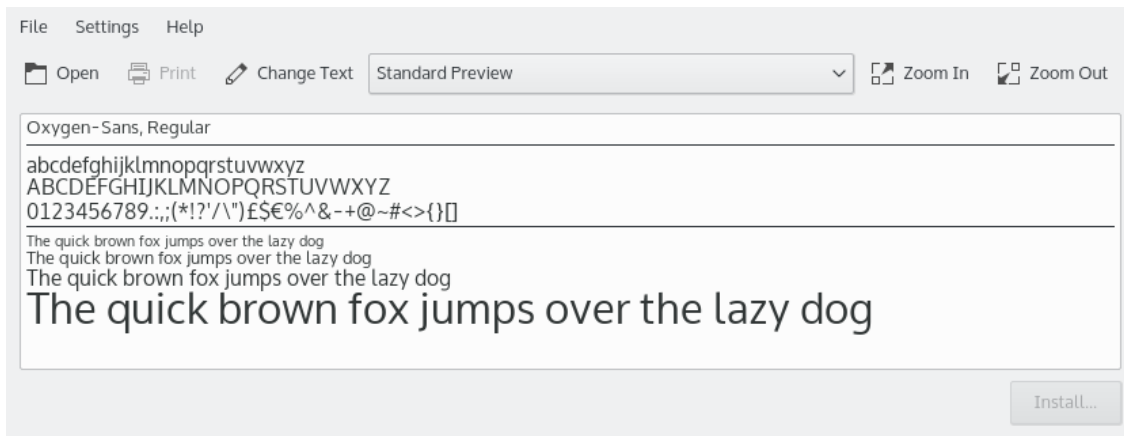 File Settings Help
Open Print Change Text Standard Preview Zoom In Zoom Out
Oxygen-Sans, Regular
abcdefghijklmnopqrstuvwxyz
ABCDEFGHIJKLMNOPQRSTUVWXYZ
0123456789.:,;(*!?'/\")£$€%^&-+@~#<>{}[]
The quick brown fox jumps over the lazy dog
The quick brown fox jumps over the lazy dog
The quick brown fox jumps over the lazy dog
The quick brown fox jumps over the lazy dog
Install...